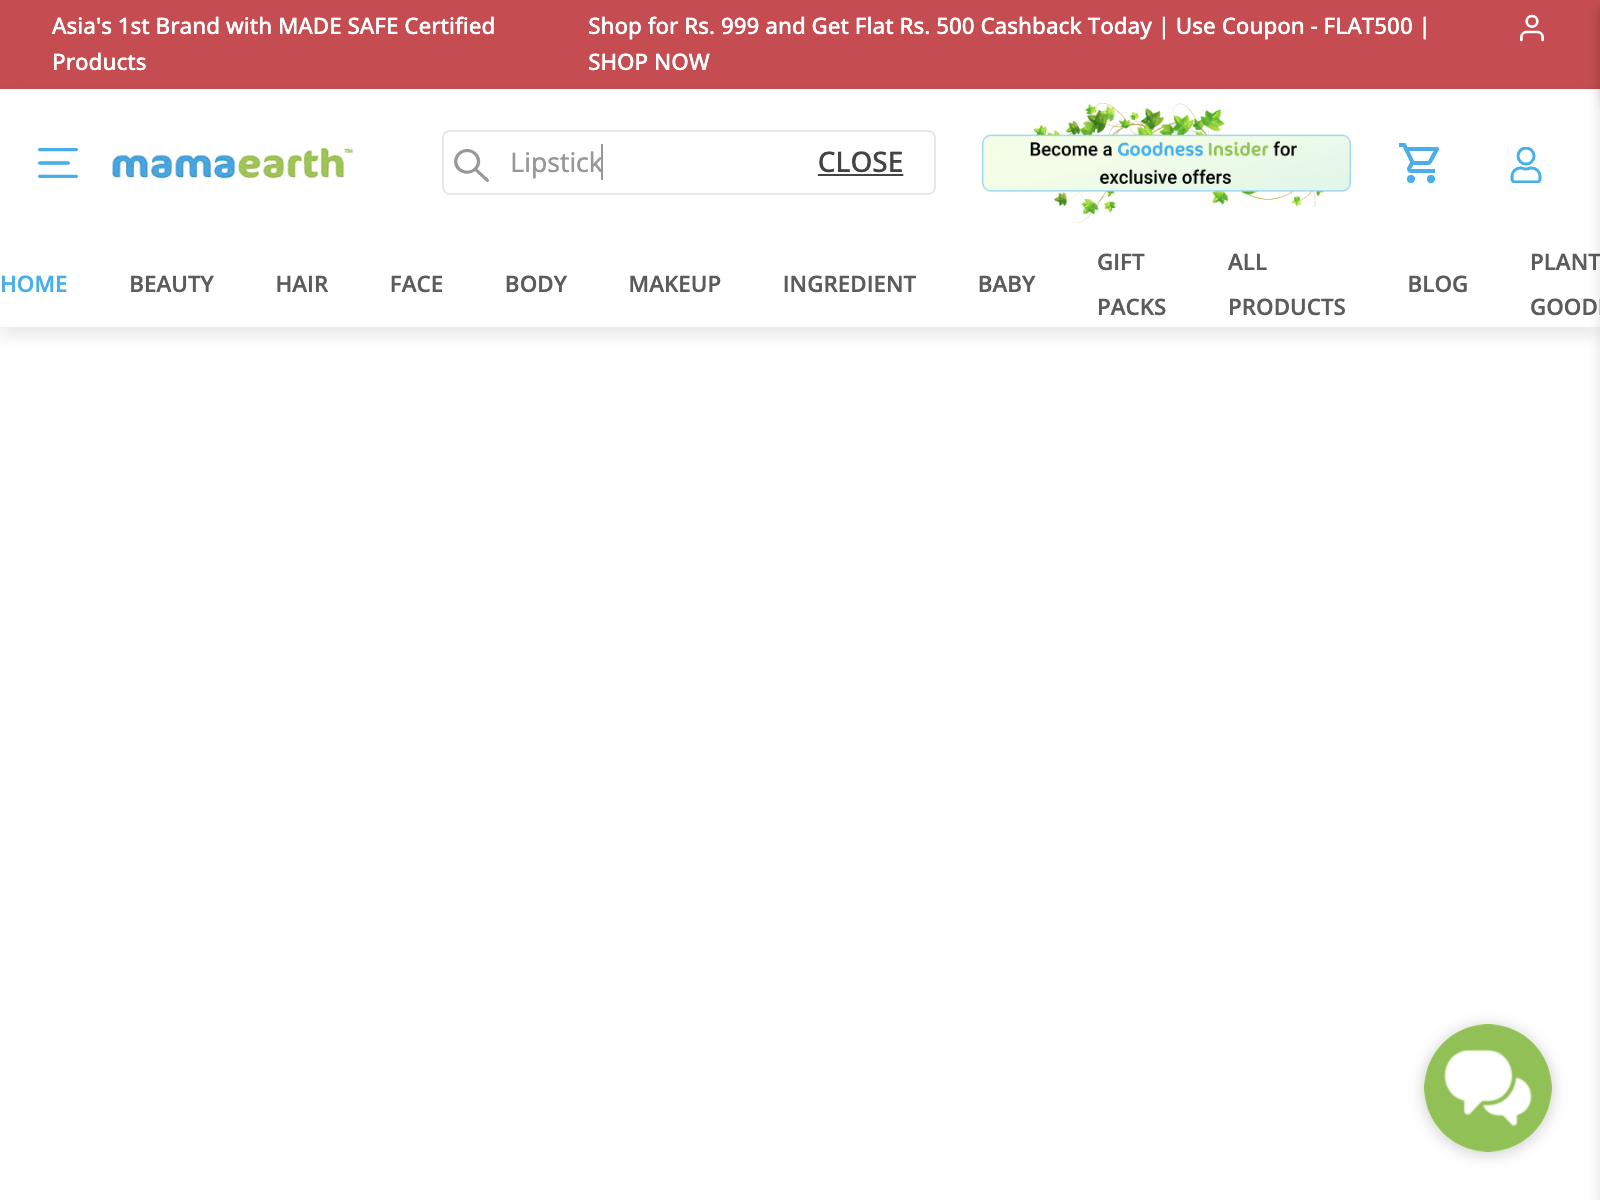 Asia's 1st Brand with MADE SAFE Certified
Products
Shop for Rs. 999 and Get Flat Rs. 500 Cashback Today | Use Coupon - FLAT500 |
SHOP NOW
mamaearth™
Lipstick
CLOSE
Become a Goodness Insider for
exclusive offers
HOME
BEAUTY
HAIR
FACE
BODY
MAKEUP
INGREDIENT
BABY
GIFT
PACKS
ALL
PRODUCTS
BLOG
PLANT
GOOD